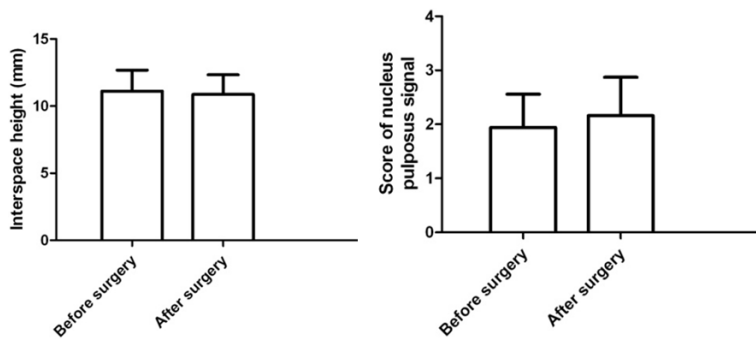 Interspace height (mm)
15
10
5
0
Before surgery
After surgery
Score of nucleus
pulposus signal
4
3
2
1
0
Before surgery
After surgery